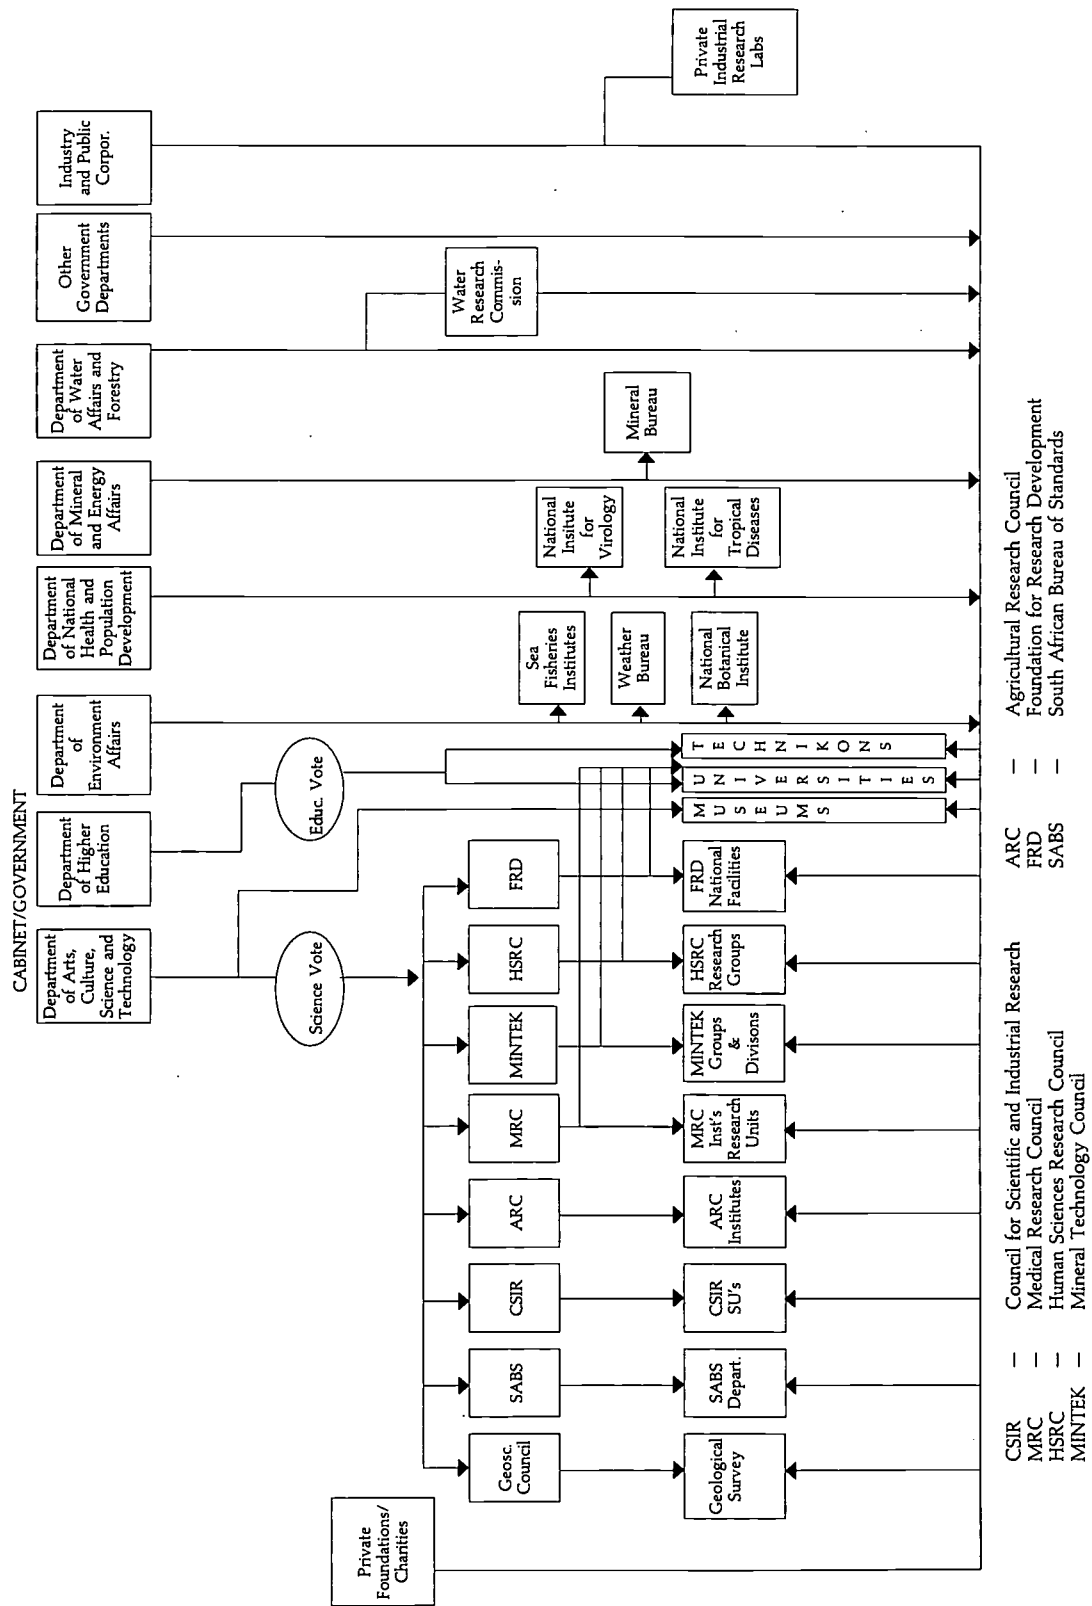 CABINET/GOVERNMENT
Department
of Arts,
Culture,
Science and
Technology
Department
of Higher
Education
Department
of
Environment
Affairs
Department
of National
Health and
Population
Development
Department
of Mineral
and Energy
Affairs
Department
of Water
Affairs and
Forestry
Other
Government
Departments
Industry
and Public
Corpor.
Science Vote
Educ. Vote
Private
Foundations/
Charities
Geosc.
Council
SABS
CSIR
ARC
MRC
MINTEK
HSRC
FRD
Water
Research
Commis-
sion
Sea
Fisheries
Institutes
Weather
Bureau
National
Botanical
Institute
National
Insitute
for
Virology
National
Institute
for
Tropical
Diseases
Mineral
Bureau
Private
Industrial
Research
Labs
Geological
Survey
SABS
Depart.
CSIR
SU's
ARC
Institutes
MRC
Inst's
Research
Units
MINTEK
Groups
&
Divisons
HSRC
Research
Groups
FRD
National
Facilities
MUSEUMS
UNIVERSITIES
TECHNIKONS
CSIR – Council for Scientific and Industrial Research
MRC – Medical Research Council
HSRC – Human Sciences Research Council
MINTEK – Mineral Technology Council
ARC – Agricultural Research Council
FRD – Foundation for Research Development
SABS – South African Bureau of Standards